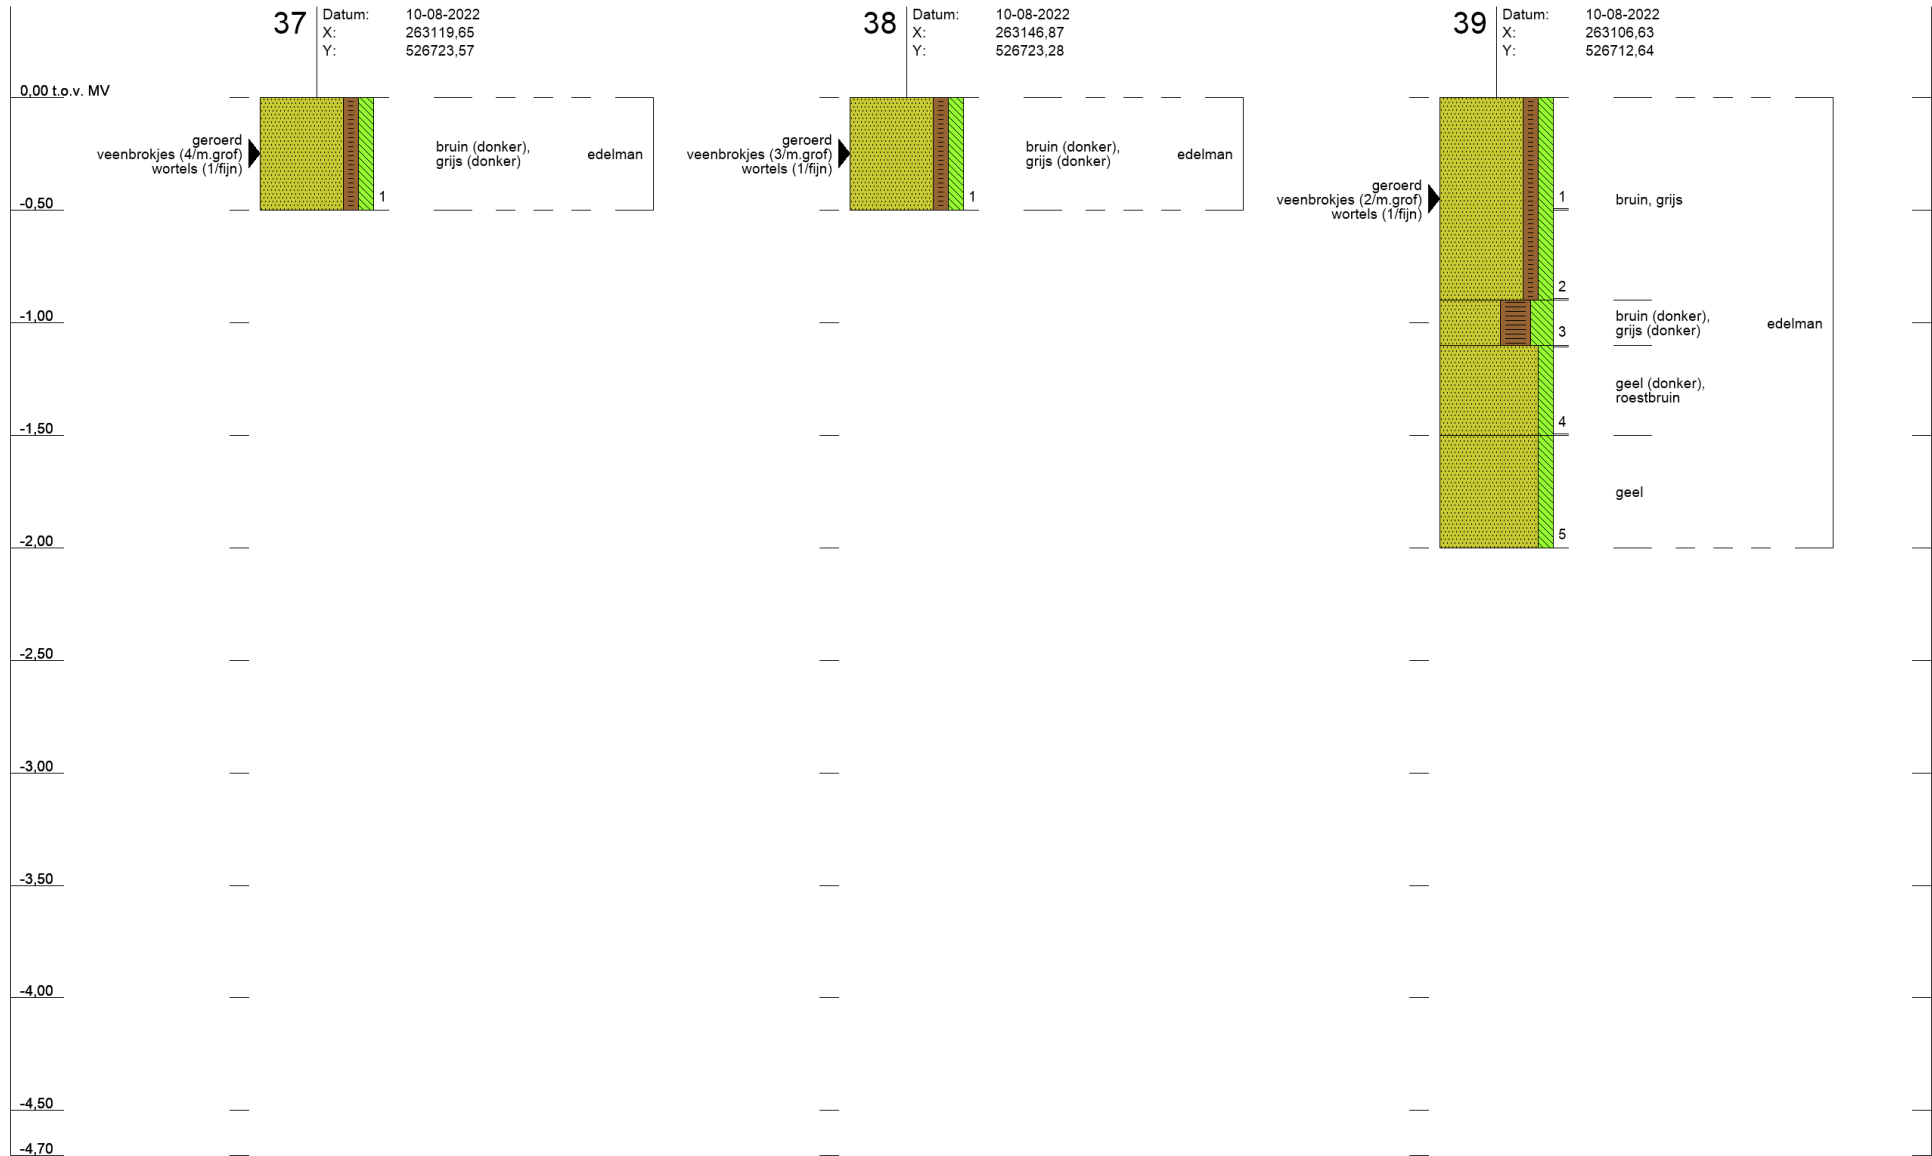 37
Datum: 10-08-2022
X: 263119,65
Y: 526723,57
38
Datum: 10-08-2022
X: 263146,87
Y: 526723,28
39
Datum: 10-08-2022
X: 263106,63
Y: 526712,64
0,00 t.o.v. MV
-0,50
-1,00
-1,50
-2,00
-2,50
-3,00
-3,50
-4,00
-4,50
-4,70
geroerd
veenbrokjes (4/m.grof)
wortels (1/fijn)
1
bruin (donker),
grijs (donker)
edelman
geroerd
veenbrokjes (3/m.grof)
wortels (1/fijn)
1
bruin (donker),
grijs (donker)
edelman
geroerd
veenbrokjes (2/m.grof)
wortels (1/fijn)
1
bruin, grijs
2
3
bruin (donker),
grijs (donker)
edelman
4
geel (donker),
roestbruin
5
geel